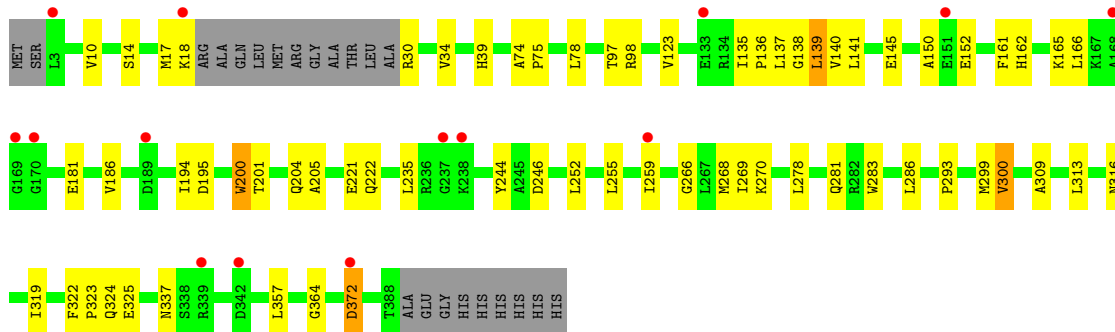 MET SER L3 V10 S14 M17 K18 ARG ALA GLN LEU MET ARG GLY ALA THR LEU ALA R30 V34 H39 A74 P75 L78 T97 R98 V123 E133 R134 I135 P136 L137 G138 L139 V140 L141 E145 A150 E151 E152 F161 H162 K165 L166 K167 A168
G169 G170 E181 V186 D189 I194 D195 W200 T201 Q204 A205 E221 Q222 L235 R236 G237 K238 Y244 A245 D246 L252 L255 I259 G266 L267 M268 I269 K270 L278 Q281 R282 W283 L286 P293 M299 V300 A309 L313 N316
I319 F322 P323 Q324 E325 N337 S338 R339 D342 L357 G364 D372 T388 ALA GLU GLY HIS HIS HIS HIS HIS HIS